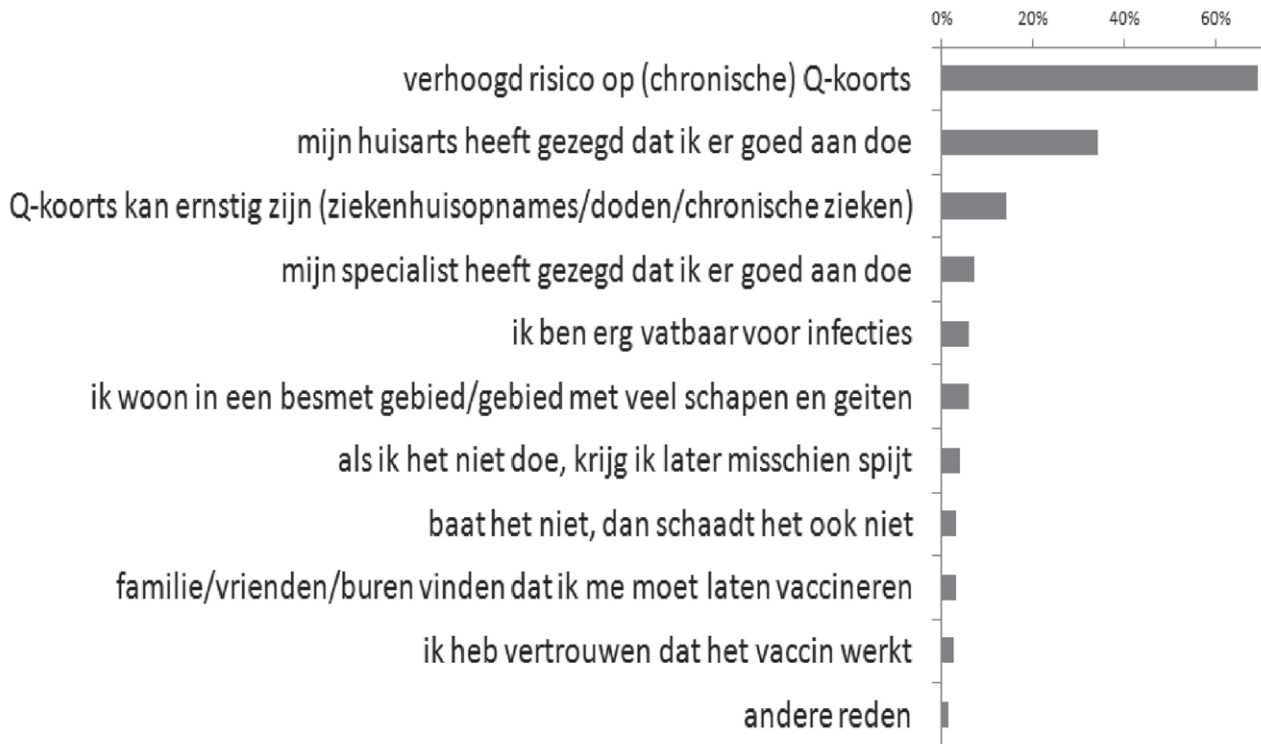 0% 20% 40% 60%
verhoogd risico op (chronische) Q-koorts
mijn huisarts heeft gezegd dat ik er goed aan doe
Q-koorts kan ernstig zijn (ziekenhuisopnames/doden/chronische zieken)
mijn specialist heeft gezegd dat ik er goed aan doe
ik ben erg vatbaar voor infecties
ik woon in een besmet gebied/gebied met veel schapen en geiten
als ik het niet doe, krijg ik later misschien spijt
baat het niet, dan schaadt het ook niet
familie/vrienden/buren vinden dat ik me moet laten vaccineren
ik heb vertrouwen dat het vaccin werkt
andere reden